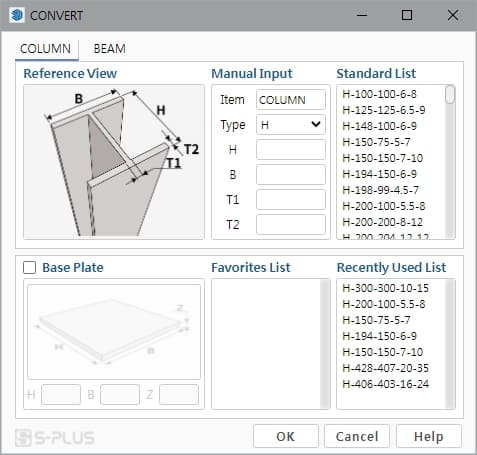 CONVERT
COLUMN BEAM
Reference View
B
H
T2
T1
Manual Input
Item COLUMN
Type H
H
B
T1
T2
Standard List
H-100-100-6-8
H-125-125-6.5-9
H-148-100-6-9
H-150-75-5-7
H-150-150-7-10
H-194-150-6-9
H-198-99-4.5-7
H-200-100-5.5-8
H-200-200-8-12
H-200-204-12-12
Base Plate
Z
H
B
H B Z
Favorites List
Recently Used List
H-300-300-10-15
H-200-100-5.5-8
H-150-75-5-7
H-194-150-6-9
H-150-150-7-10
H-428-407-20-35
H-406-403-16-24
S-PLUS
OK Cancel Help